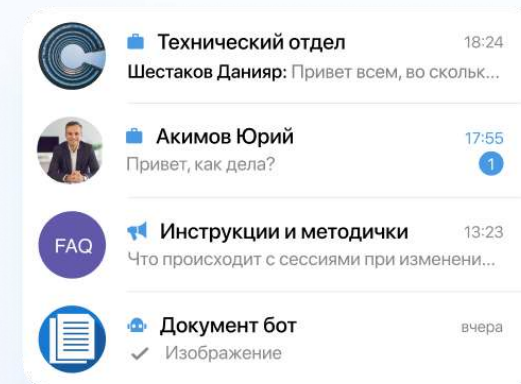 Технический отдел 18:24
Шестаков Данияр: Привет всем, во скольк...
Акимов Юрий 17:55
Привет, как дела? 1
FAQ Инструкции и методички 13:23
Что происходит с сессиями при изменени...
Документ бот вчера
Изображение